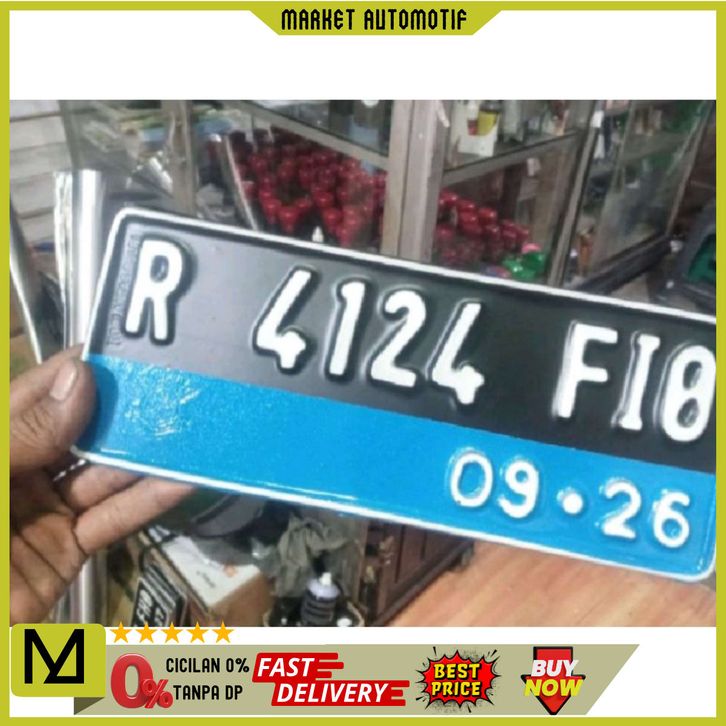 MARKET AUTOMOTIF
R 4124 FI0
09•26
0%
CICILAN 0%
TANPA DP
FAST
DELIVERY
BEST
PRICE
BUY
NOW